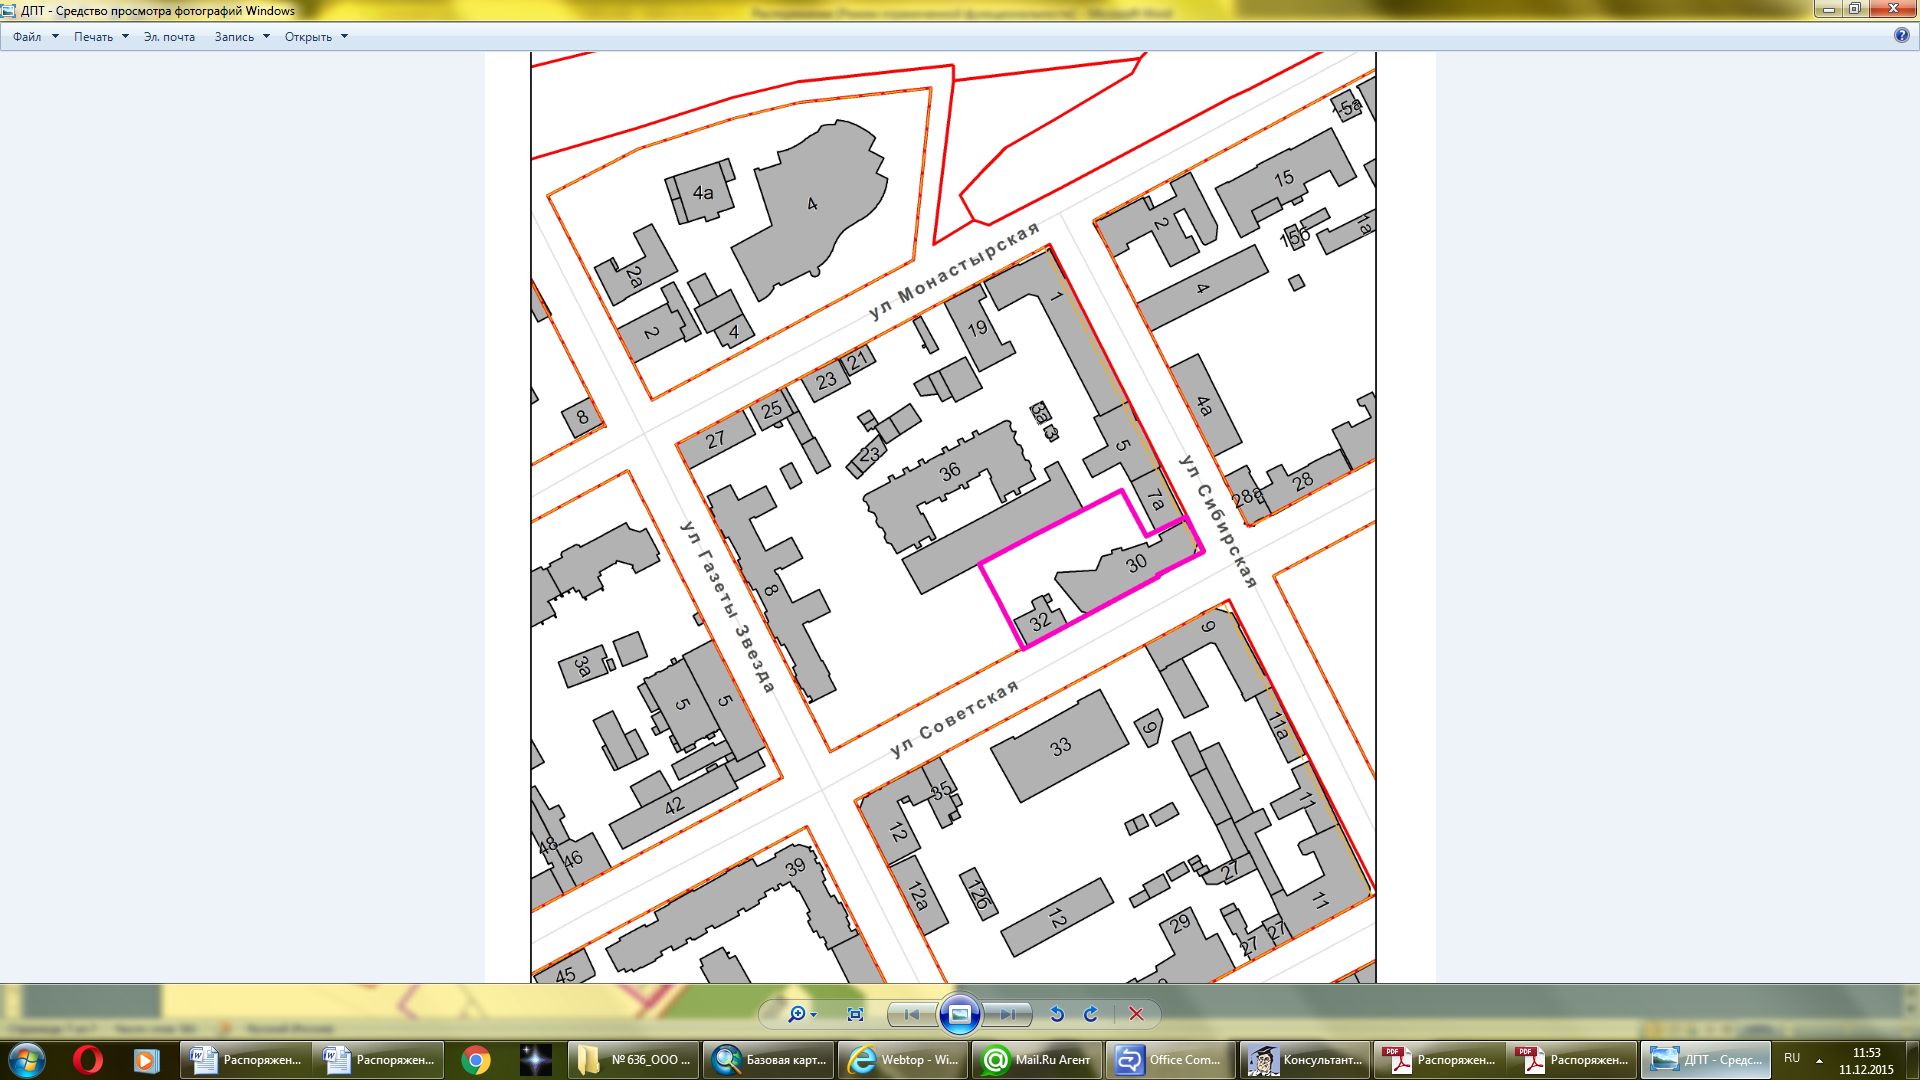 ДПТ - Средство просмотра фотографий Windows
Файл Печать Эл. почта Запись Открыть
15а
15
4а
4
2
15б
а
2а
ул Монастырская
4
1
2
4
19
21
23
4а
25
8
3а
3
27
5
23
36
ул Сибирская
28
28а
7а
ул Газеты Звезда
30
8
32
9
3а
5
5
ул Советская
11а
9
33
35
11
42
12
48
46
39
27
12а
12б
11
12
29
27
27
45
Распоряжен...
Распоряжен...
№ 636_ООО ...
Базовая карт...
Webtop - Wi...
Mail.Ru Агент
Office Com...
Консультант...
Распоряжен...
Распоряжен...
ДПТ - Средс...
RU
11:53
11.12.2015